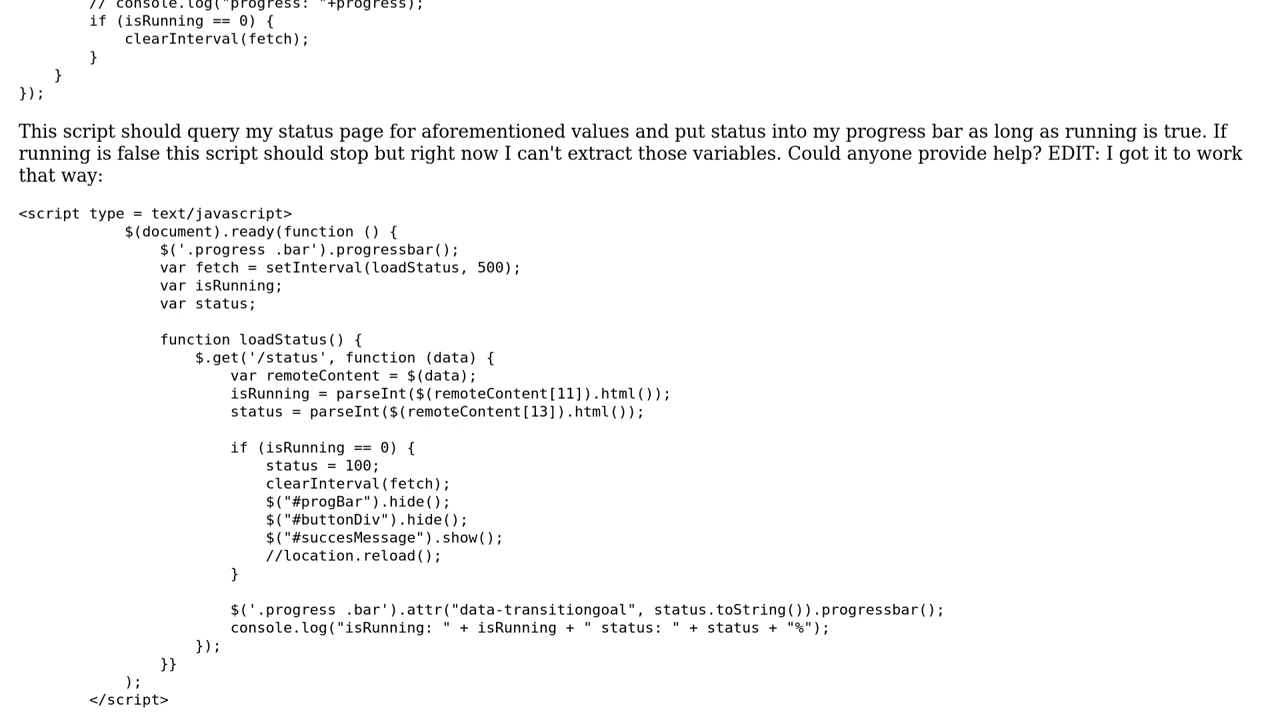 // console.log("progress: "+progress);
if (isRunning == 0) {
clearInterval(fetch);
}
}
});
This script should query my status page for aforementioned values and put status into my progress bar as long as running is true. If
running is false this script should stop but right now I can't extract those variables. Could anyone provide help? EDIT: I got it to work
that way:
<script type = text/javascript>
$(document).ready(function () {
$('.progress .bar').progressbar();
var fetch = setInterval(loadStatus, 500);
var isRunning;
var status;
function loadStatus() {
$.get('/status', function (data) {
var remoteContent = $(data);
isRunning = parseInt($(remoteContent[11]).html());
status = parseInt($(remoteContent[13]).html());
if (isRunning == 0) {
status = 100;
clearInterval(fetch);
$("#progBar").hide();
$("#buttonDiv").hide();
$("#succesMessage").show();
//location.reload();
}
$('.progress .bar').attr("data-transitiongoal", status.toString()).progressbar();
console.log("isRunning: " + isRunning + " status: " + status + "%");
});
}}
);
</script>